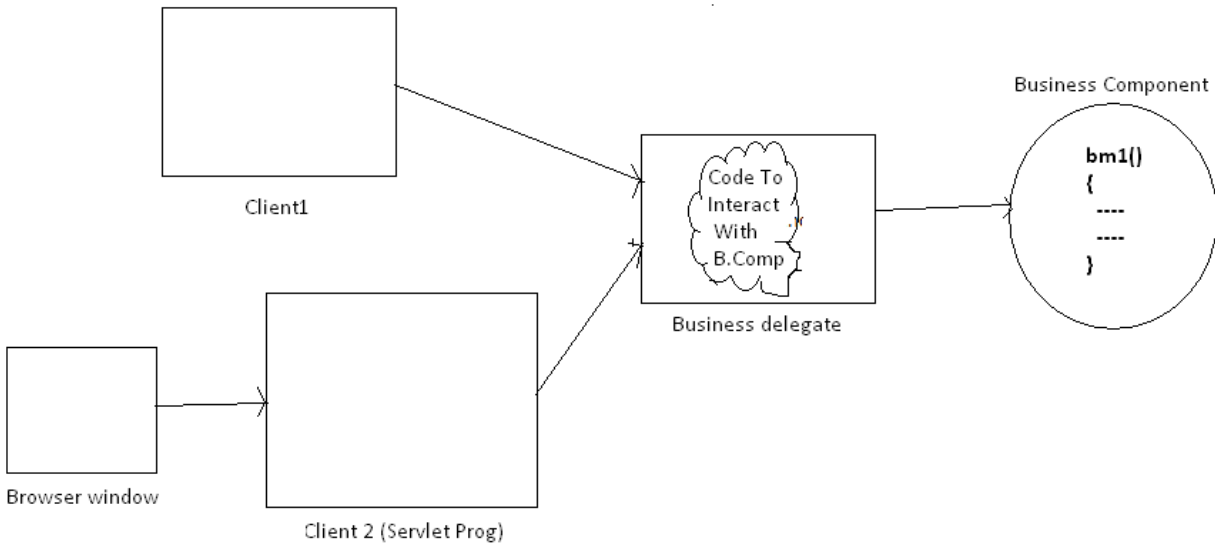 Client1
Browser window
Client 2 (Servlet Prog)
Code To
Interact
With
B.Comp
Business delegate
Business Component
bm1()
{
----
----
}